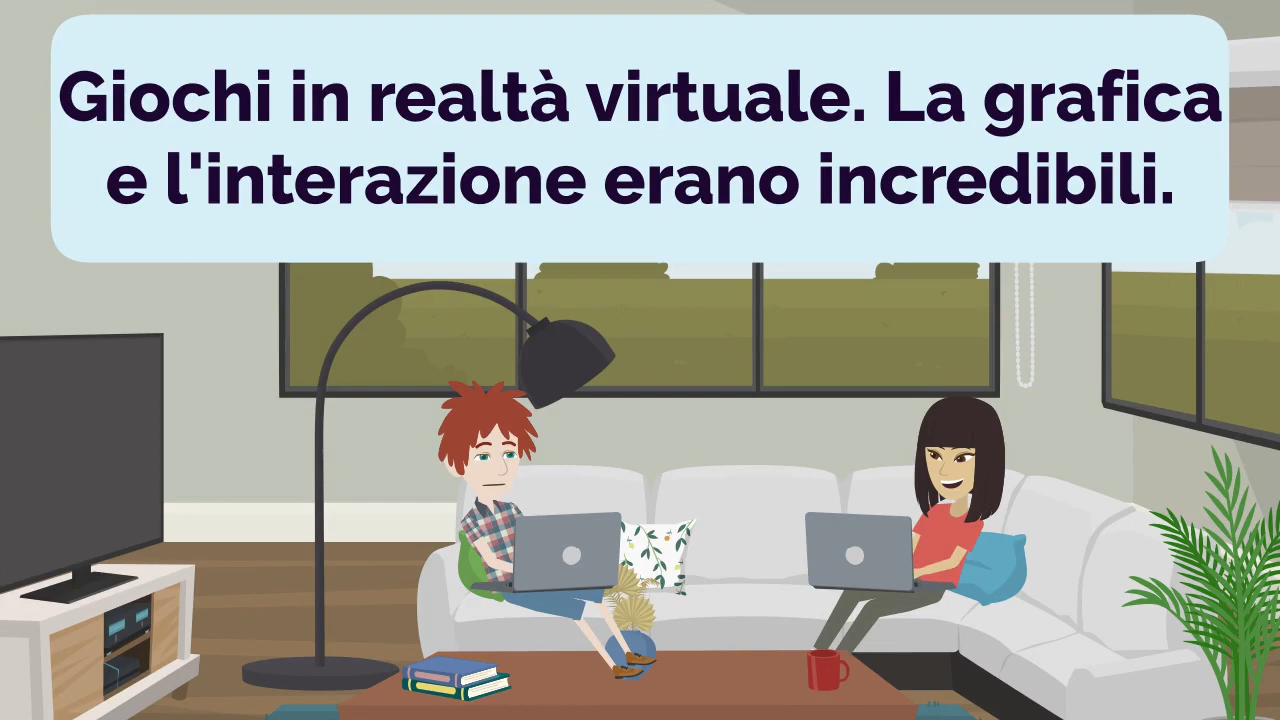 Giochi in realtà virtuale. La grafica
e l'interazione erano incredibili.